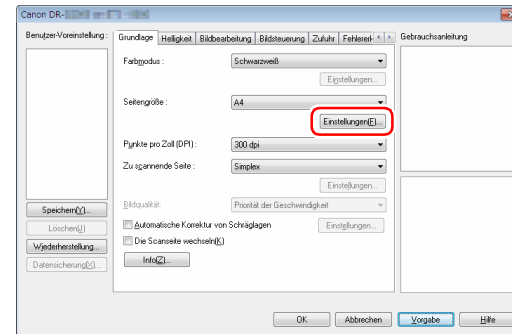 Canon DR-
Benutzer-Voreinstellung :
Speichern(Y)...
Löschen(J)
Wiederherstellung...
Datensicherung(X)...
Grundlage Helligkeit Bildbearbeitung Bildsteuerung Zufuhr Fehlererk
Farbmodus :
Schwarzweiß
Einstellungen...
Seitengröße :
A4
Einstellungen(F)...
Punkte pro Zoll (DPI) :
300 dpi
Zu scannende Seite :
Simplex
Einstellungen...
Bildqualität:
Priorität der Geschwindigkeit
Automatische Korrektur von Schräglagen
Einstellungen...
Die Scanseite wechseln(K)
Info(Z)...
Gebrauchsanleitung
OK Abbrechen Vorgabe Hilfe